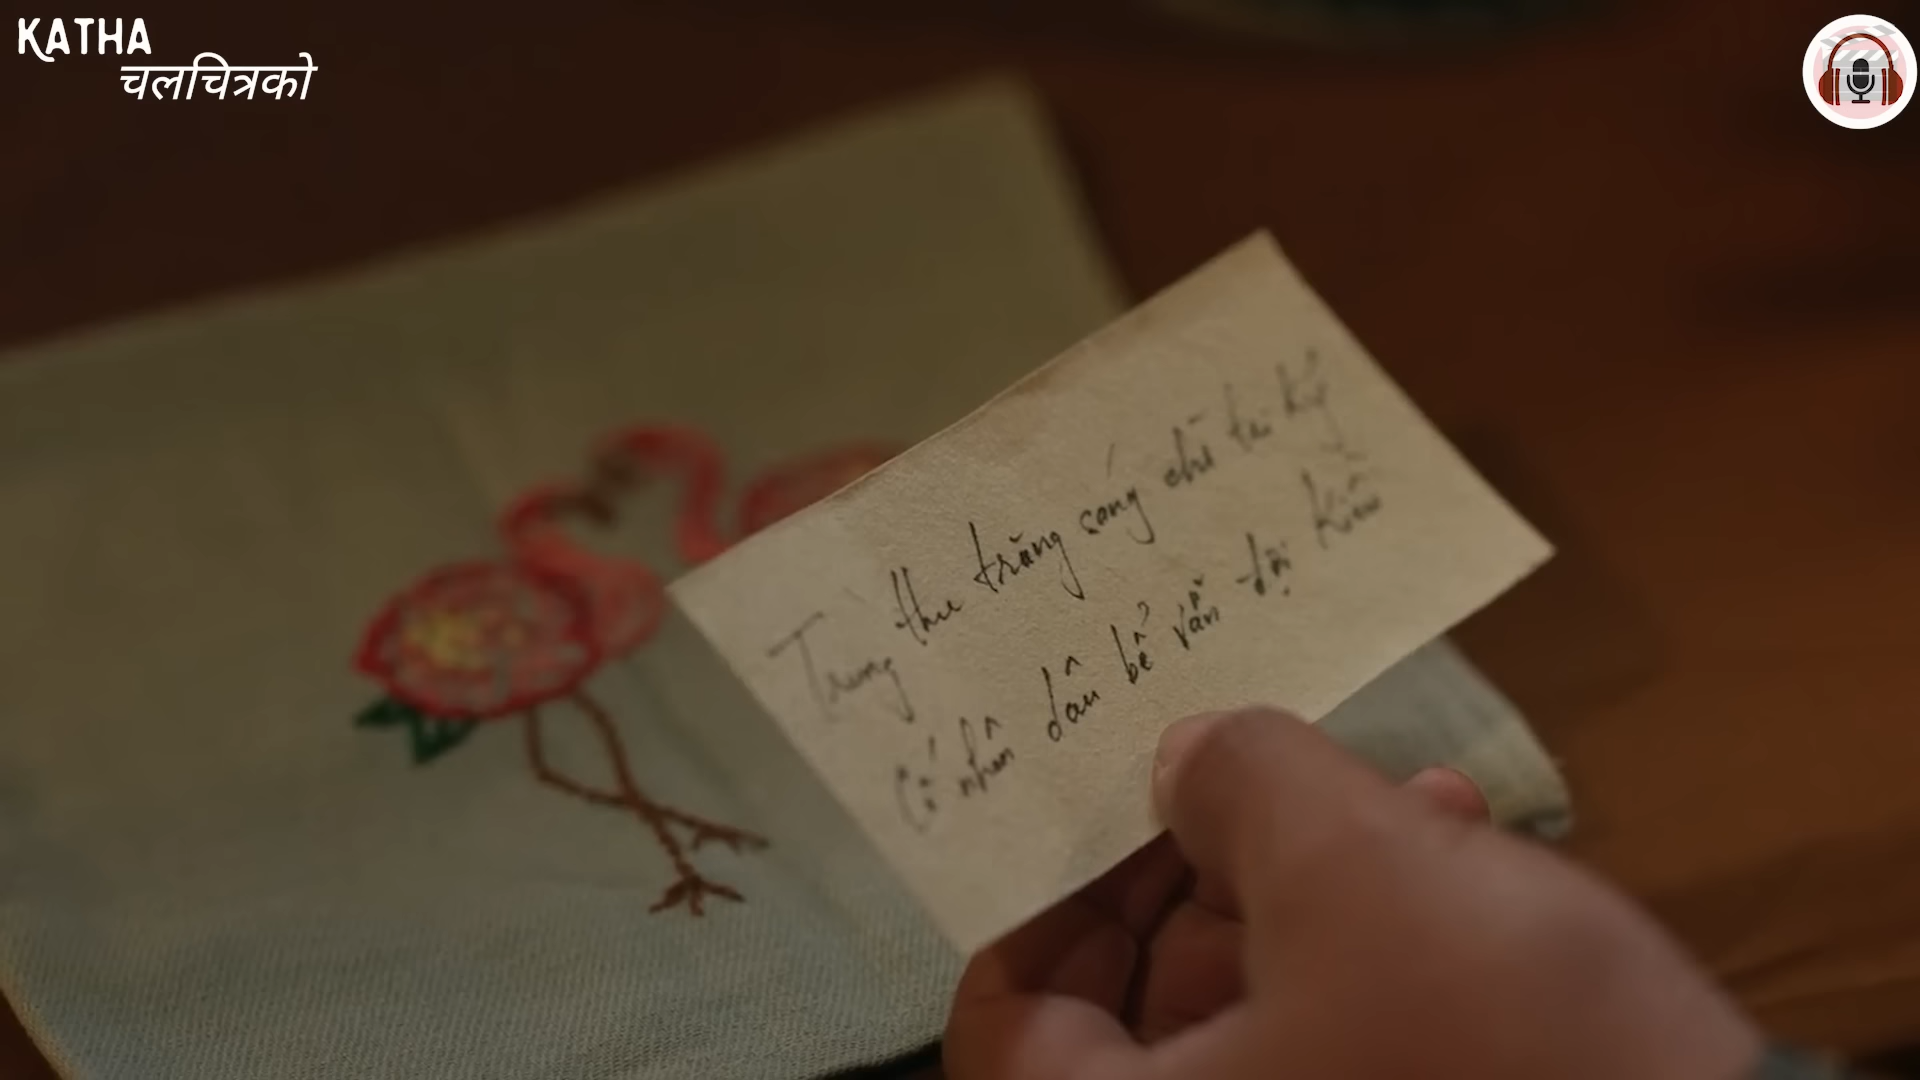 KATHA
चलचित्रको
Trung thu trăng sáng chờ tri kỷ
Cố nhân dâu bể vẫn đợi Kiều